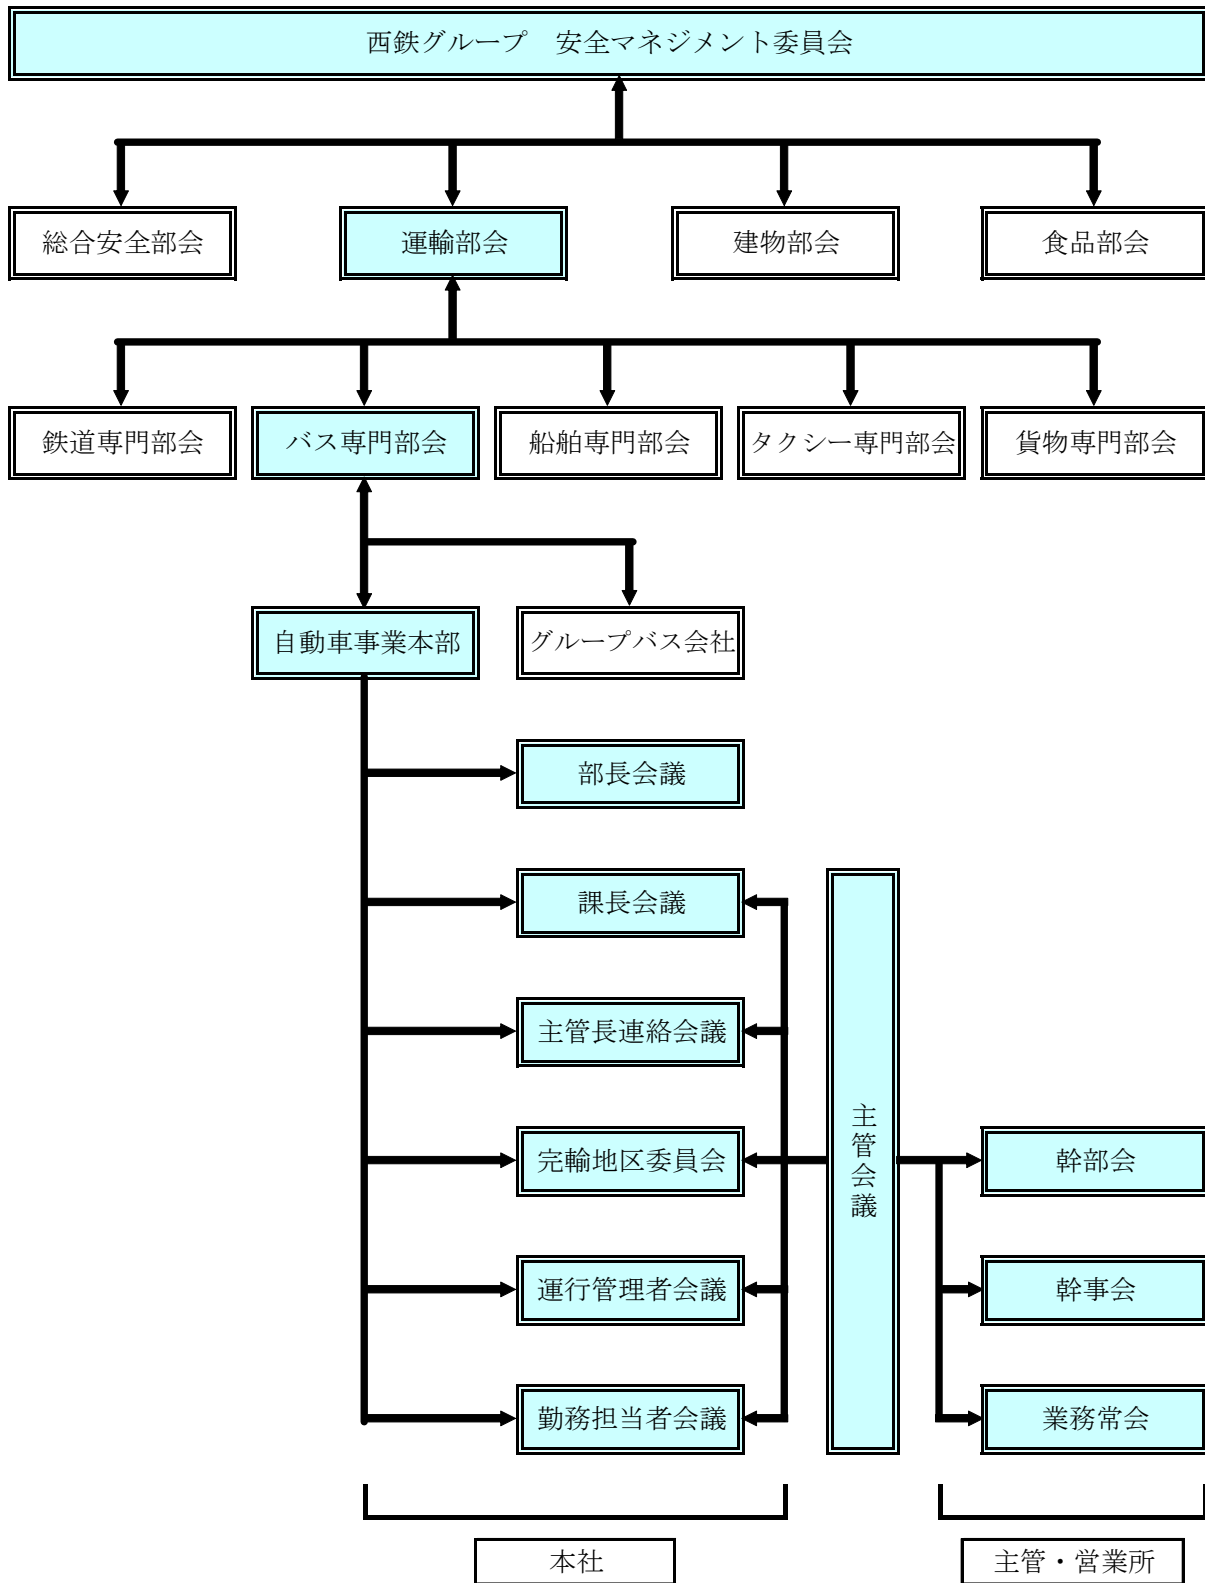 西鉄グループ　安全マネジメント委員会
総合安全部会
運輸部会
建物部会
食品部会
鉄道専門部会
バス専門部会
船舶専門部会
タクシー専門部会
貨物専門部会
自動車事業本部
グループバス会社
部長会議
課長会議
主管長連絡会議
完輸地区委員会
運行管理者会議
勤務担当者会議
主管会議
幹部会
幹事会
業務常会
本社
主管・営業所